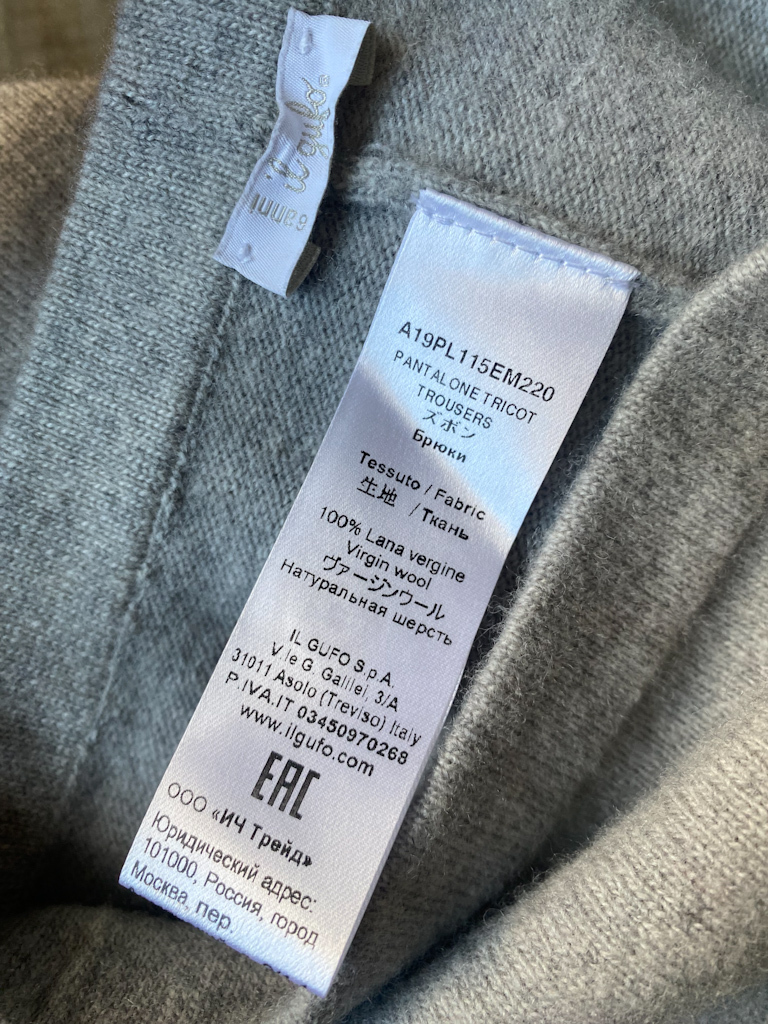 il gufo®
8 anni
A19PL115EM220
PANTALONE TRICOT
TROUSERS
ズボン
Брюки
Tessuto / Fabric
生地 / Ткань
100% Lana vergine
Virgin wool
ヴァージンウール
Натуральная шерсть
IL GUFO S.p.A.
V.le G. Galilei, 3/A
31011 Asolo (Treviso) Italy
P.IVA.IT 03450970268
www.ilgufo.com
EAC
ООО «ИЧ Трейд»
Юридический адрес:
101000, Россия, город
Москва, пер.